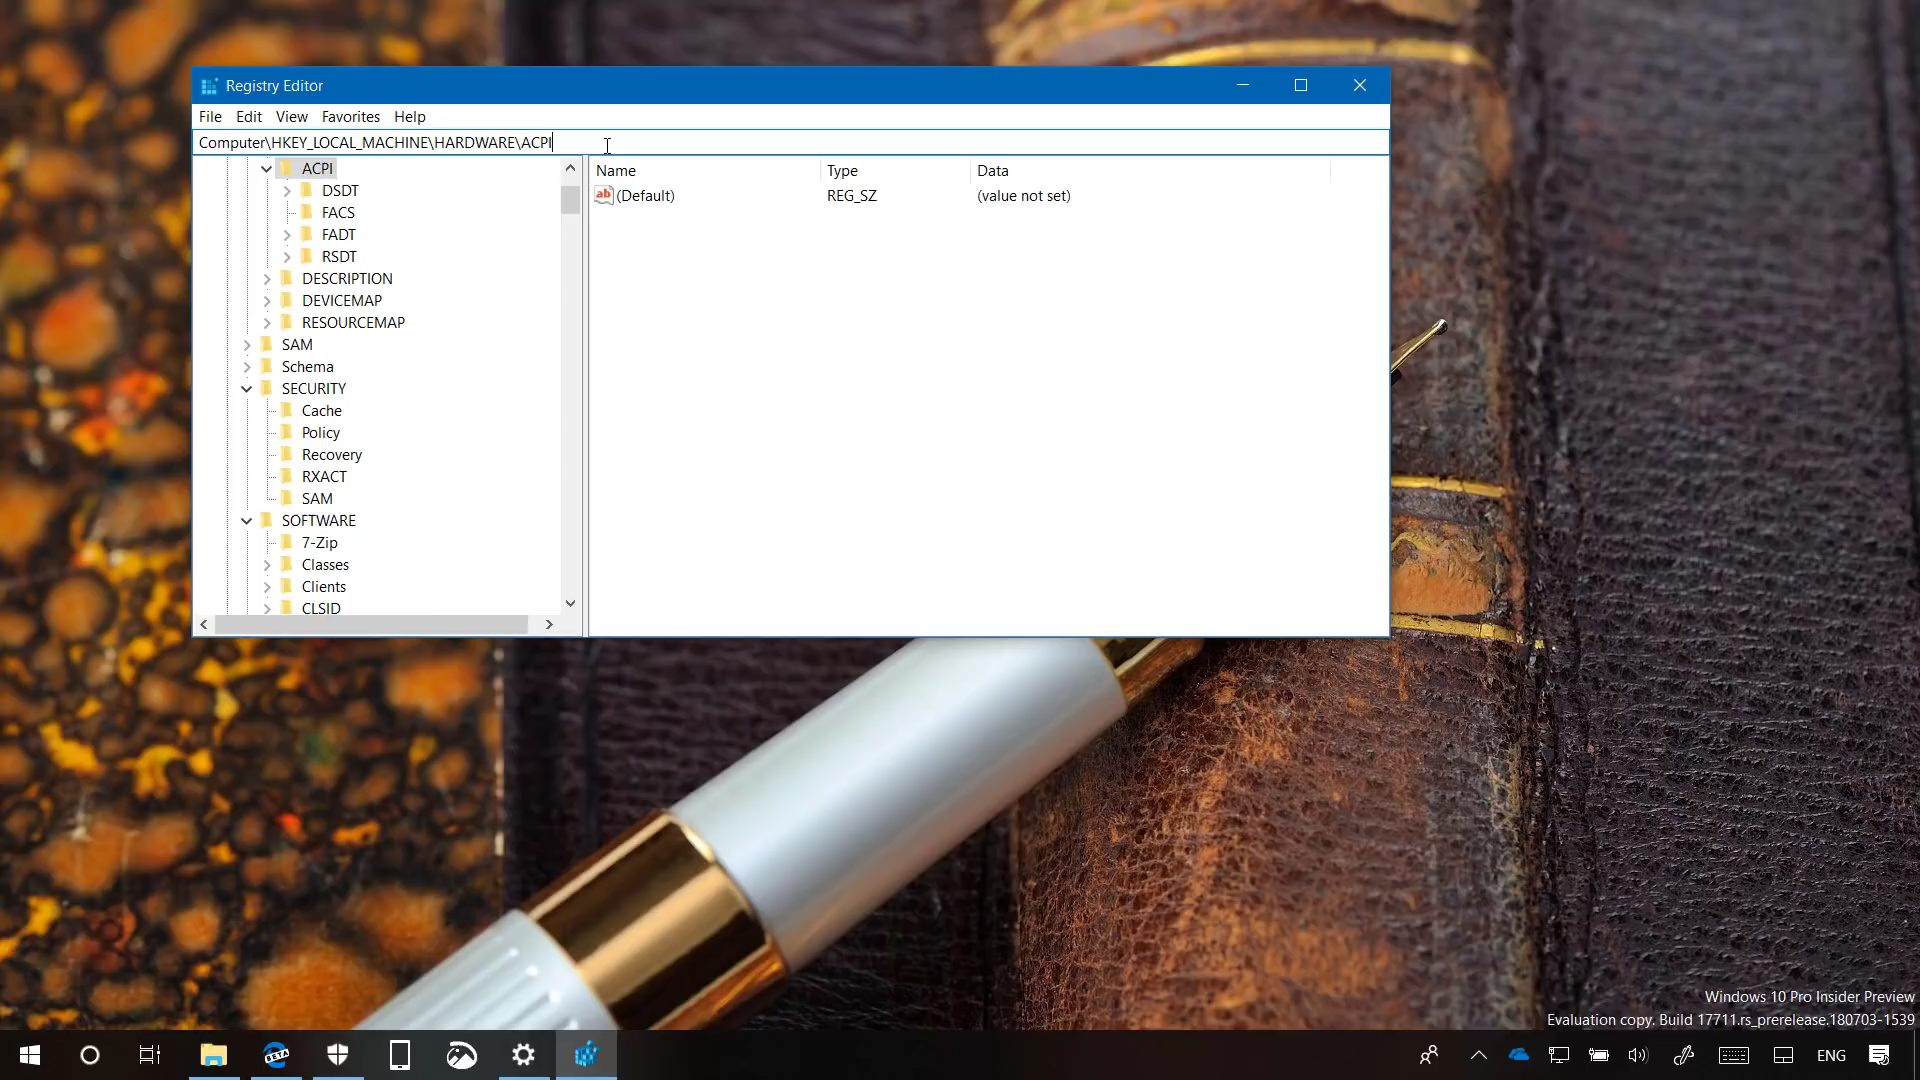 Registry Editor
File Edit View Favorites Help
Computer\HKEY_LOCAL_MACHINE\HARDWARE\ACPI
ACPI
DSDT
FACS
FADT
RSDT
DESCRIPTION
DEVICEMAP
RESOURCEMAP
SAM
Schema
SECURITY
Cache
Policy
Recovery
RXACT
SAM
SOFTWARE
7-Zip
Classes
Clients
CLSID
Name Type Data
ab (Default) REG_SZ (value not set)
Windows 10 Pro Insider Preview
Evaluation copy. Build 17711.rs_prerelease.180703-1539
BETA
ENG